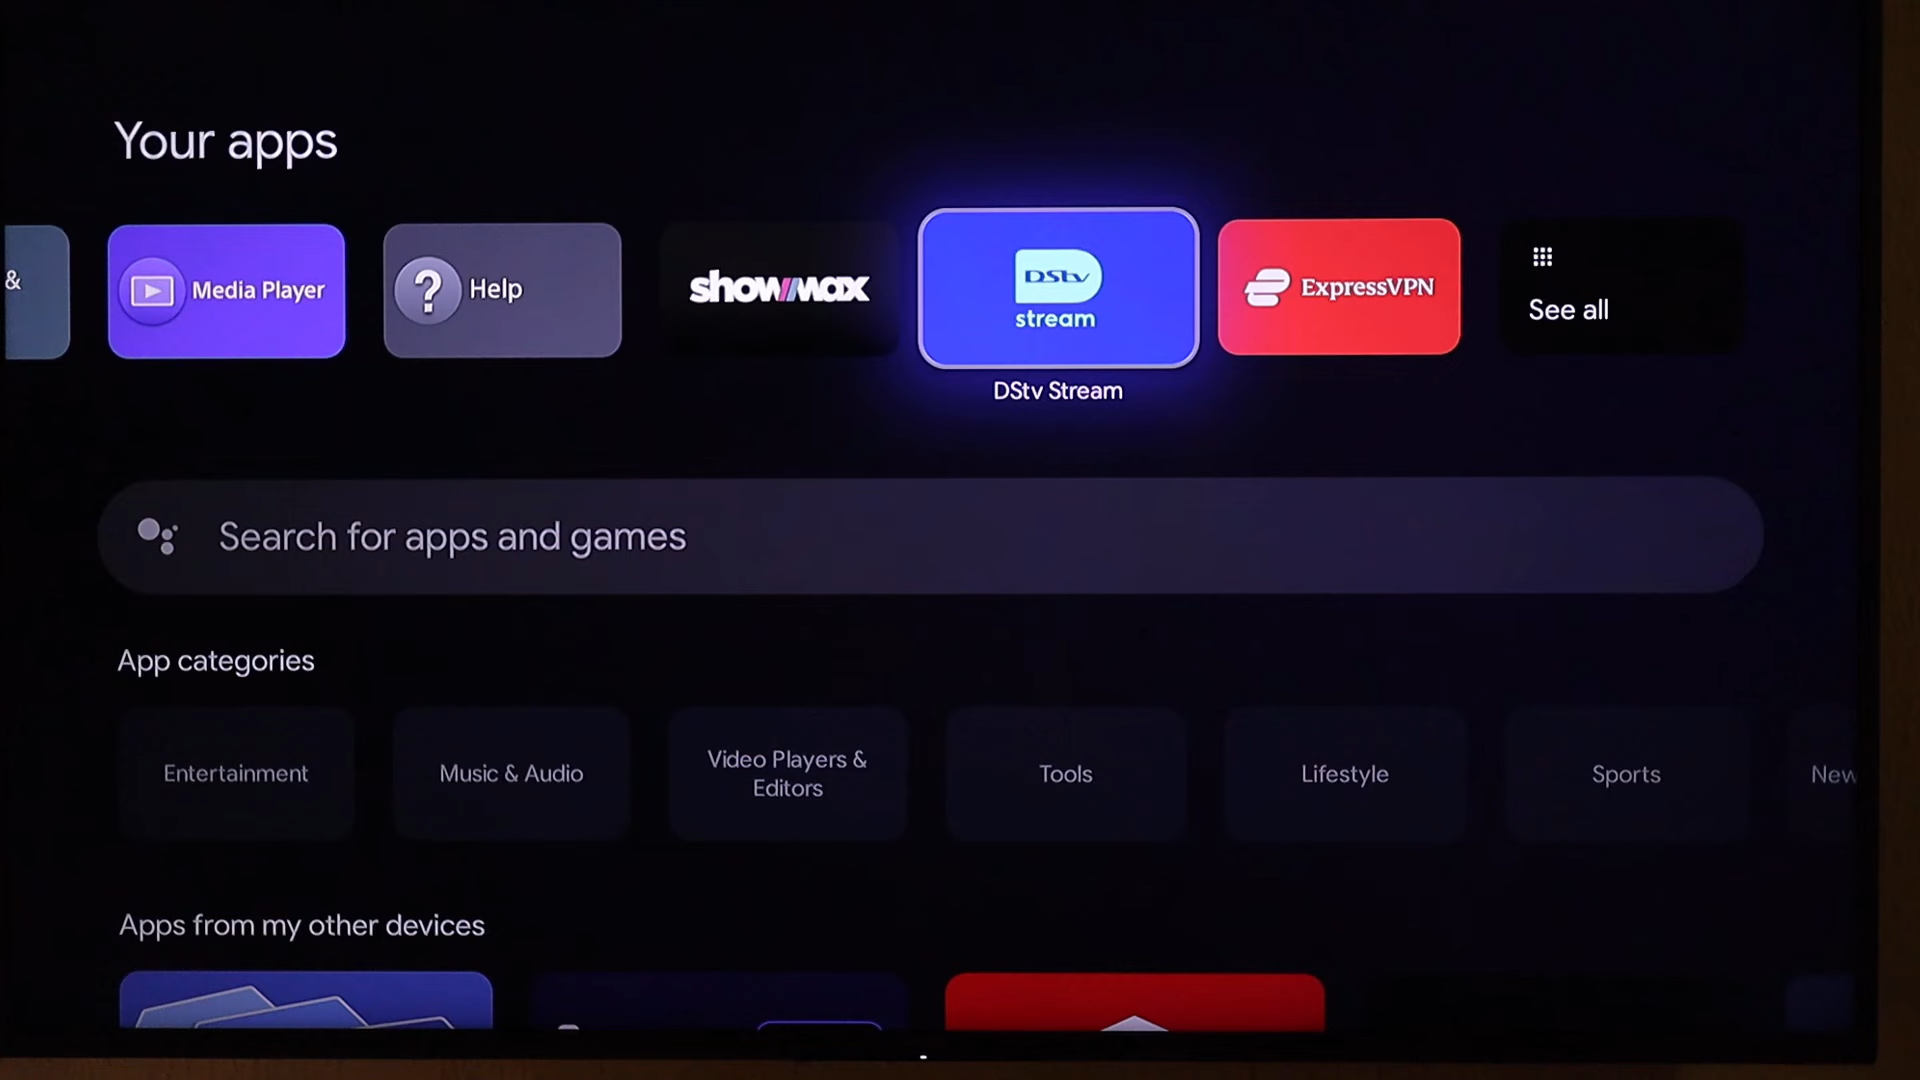 Your apps
&
Media Player
?
Help
showmax
DStv
stream
ExpressVPN
See all
DStv Stream
Search for apps and games
App categories
Entertainment
Music & Audio
Video Players &
Editors
Tools
Lifestyle
Sports
New
Apps from my other devices